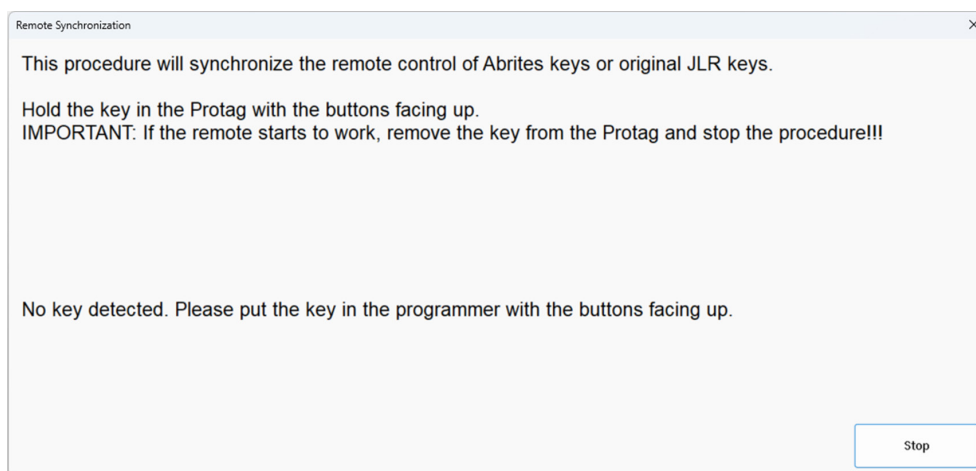 Remote Synchronization
This procedure will synchronize the remote control of Abrites keys or original JLR keys.
Hold the key in the Protag with the buttons facing up.
IMPORTANT: If the remote starts to work, remove the key from the Protag and stop the procedure!!!
No key detected. Please put the key in the programmer with the buttons facing up.
Stop